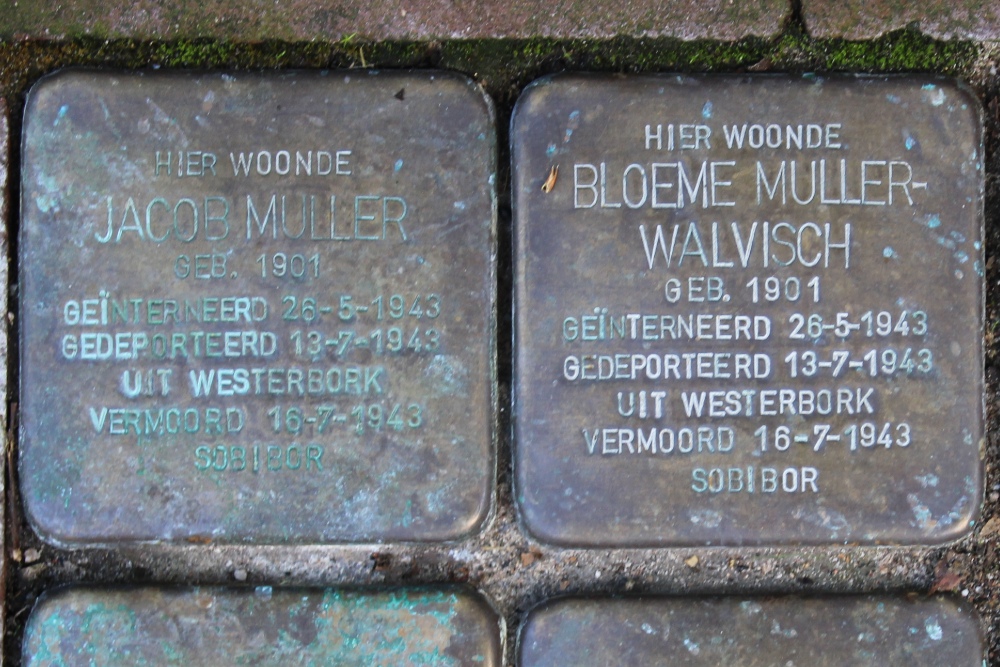 HIER WOONDE
JACOB MULLER
GEB. 1901
GEÏNTERNEERD 26-5-1943
GEDEPORTEERD 13-7-1943
UIT WESTERBORK
VERMOORD 16-7-1943
SOBIBOR
HIER WOONDE
BLOEME MULLER-
WALVISCH
GEB. 1901
GEÏNTERNEERD 26-5-1943
GEDEPORTEERD 13-7-1943
UIT WESTERBORK
VERMOORD 16-7-1943
SOBIBOR